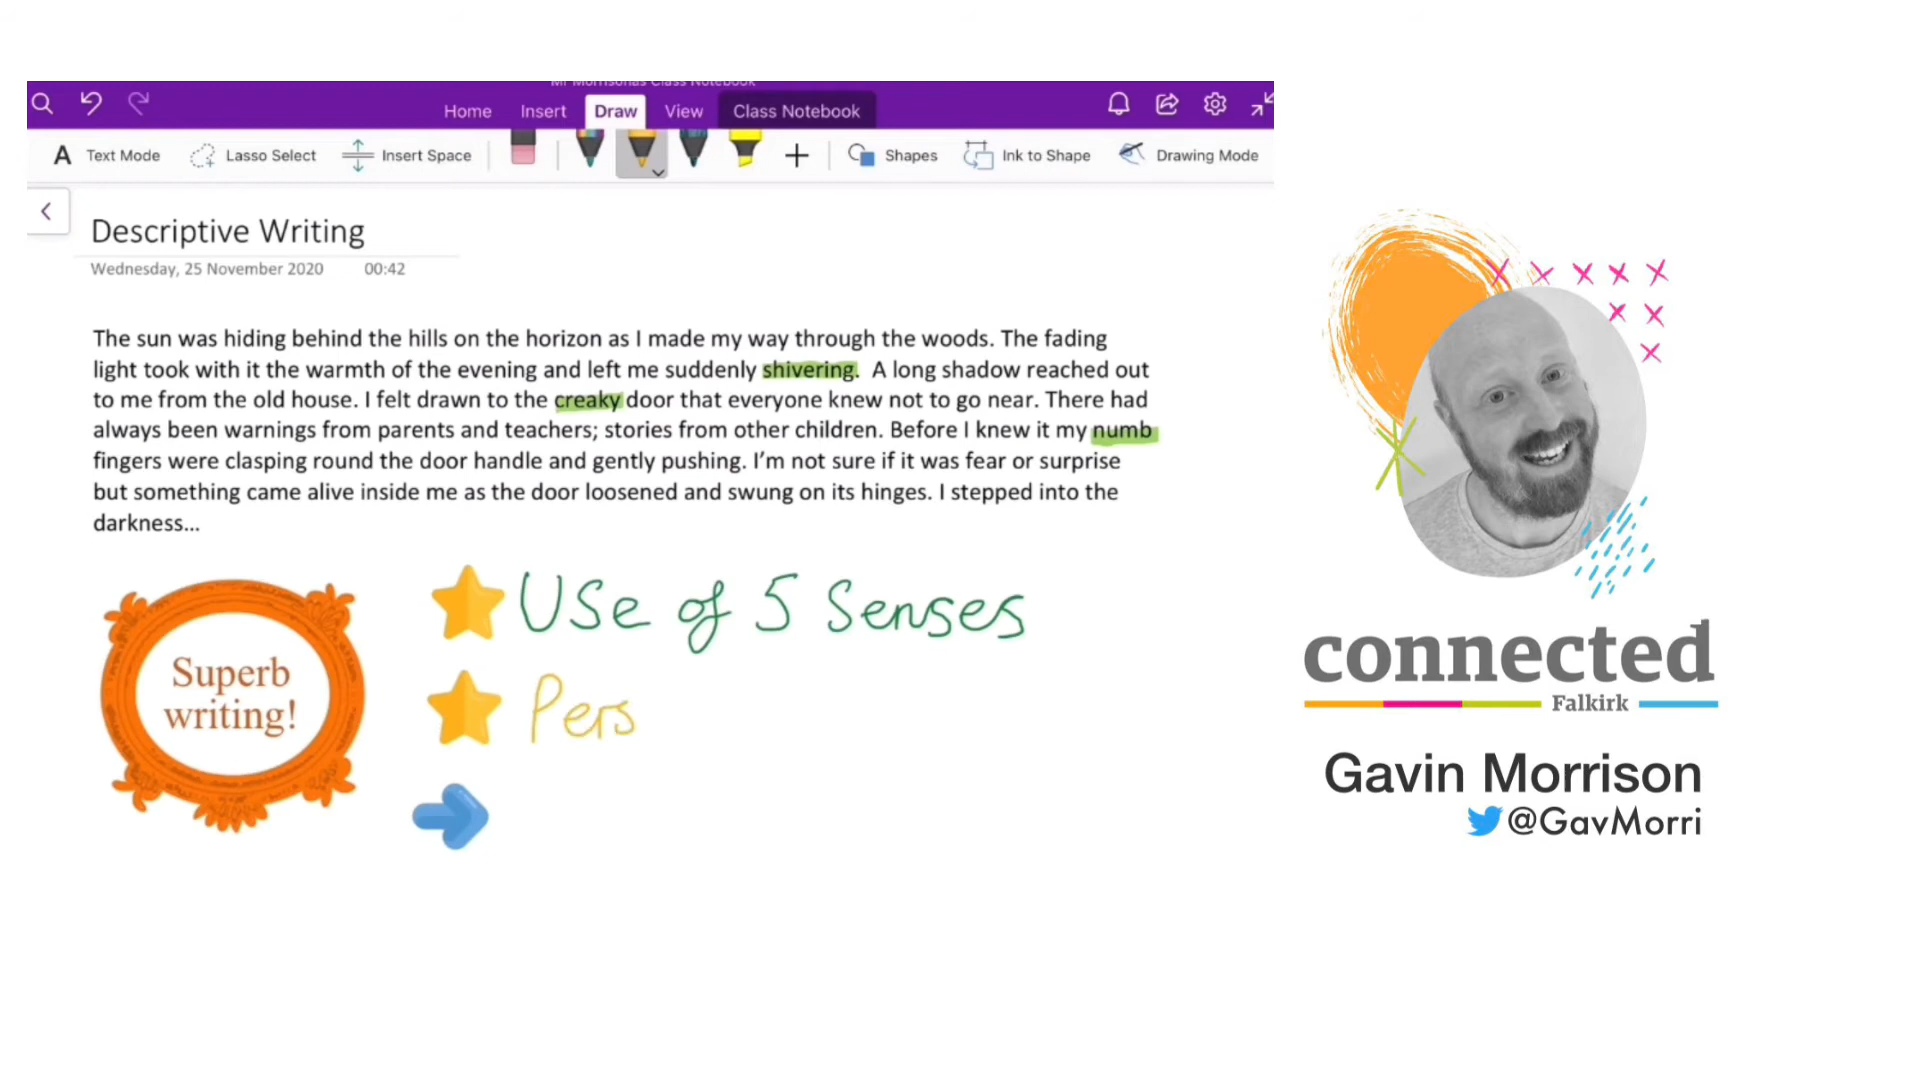 Mr Morrisonas Class Notebook
Home Insert Draw View Class Notebook
A Text Mode Lasso Select Insert Space Shapes Ink to Shape Drawing Mode
Descriptive Writing
Wednesday, 25 November 2020 00:42
The sun was hiding behind the hills on the horizon as I made my way through the woods. The fading
light took with it the warmth of the evening and left me suddenly shivering. A long shadow reached out
to me from the old house. I felt drawn to the creaky door that everyone knew not to go near. There had
always been warnings from parents and teachers; stories from other children. Before I knew it my numb
fingers were clasping round the door handle and gently pushing. I'm not sure if it was fear or surprise
but something came alive inside me as the door loosened and swung on its hinges. I stepped into the
darkness...
Superb
writing!
Use of 5 Senses
Pers
connected
Falkirk
Gavin Morrison
@GavMorri